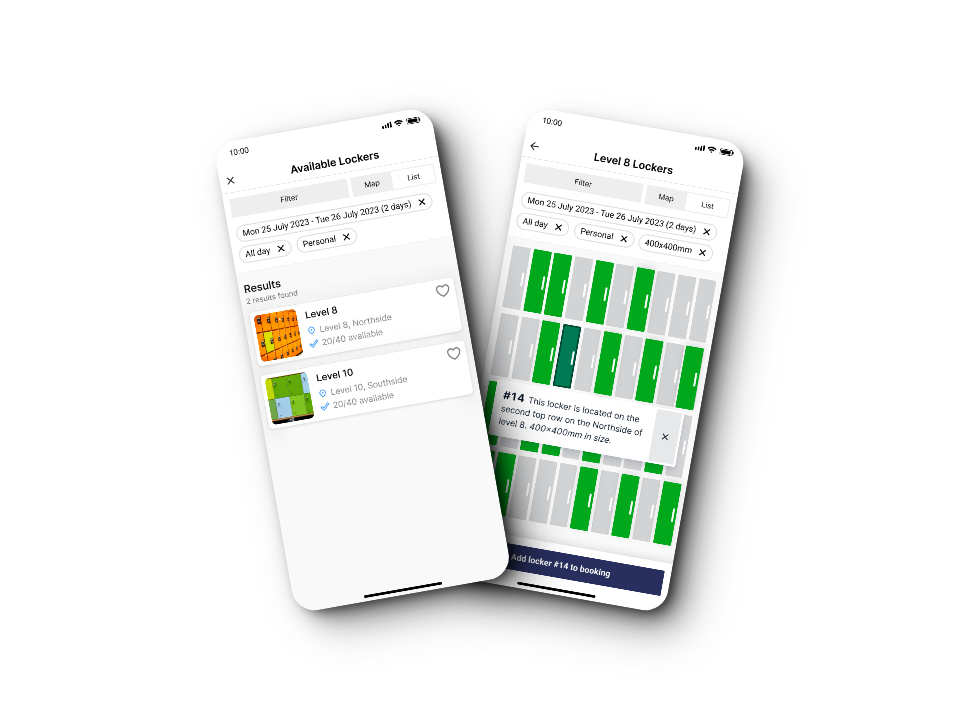 10:00
Available Lockers
Filter
Map
List
Mon 25 July 2023 - Tue 26 July 2023 (2 days)
All day
Personal
Results
2 results found
Level 8
Level 8, Northside
20/40 available
Level 10
Level 10, Southside
20/40 available
10:00
Level 8 Lockers
Filter
Map
List
Mon 25 July 2023 - Tue 26 July 2023 (2 days)
All day
Personal
400x400mm
#14 This locker is located on the
second top row on the Northside of
level 8. 400×400mm in size.
Add locker #14 to booking